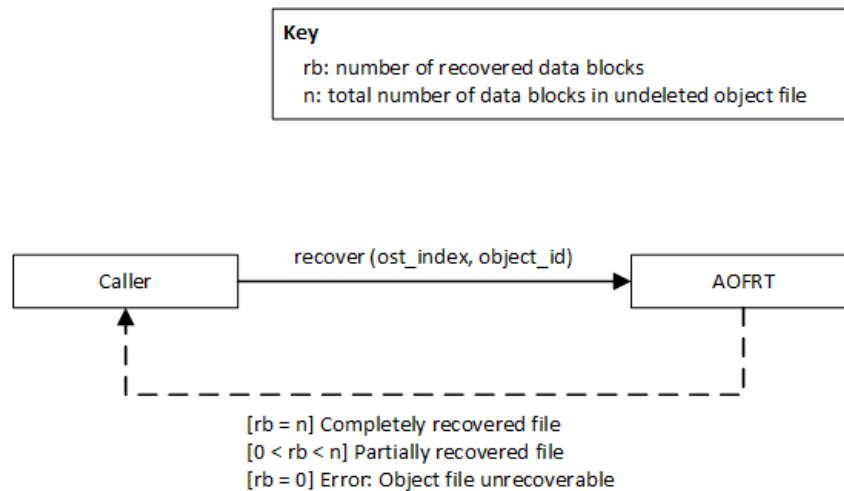 Key
rb: number of recovered data blocks
n: total number of data blocks in undeleted object file
recover (ost_index, object_id)
Caller
AOFRT
[rb = n] Completely recovered file
[0 < rb < n] Partially recovered file
[rb = 0] Error: Object file unrecoverable